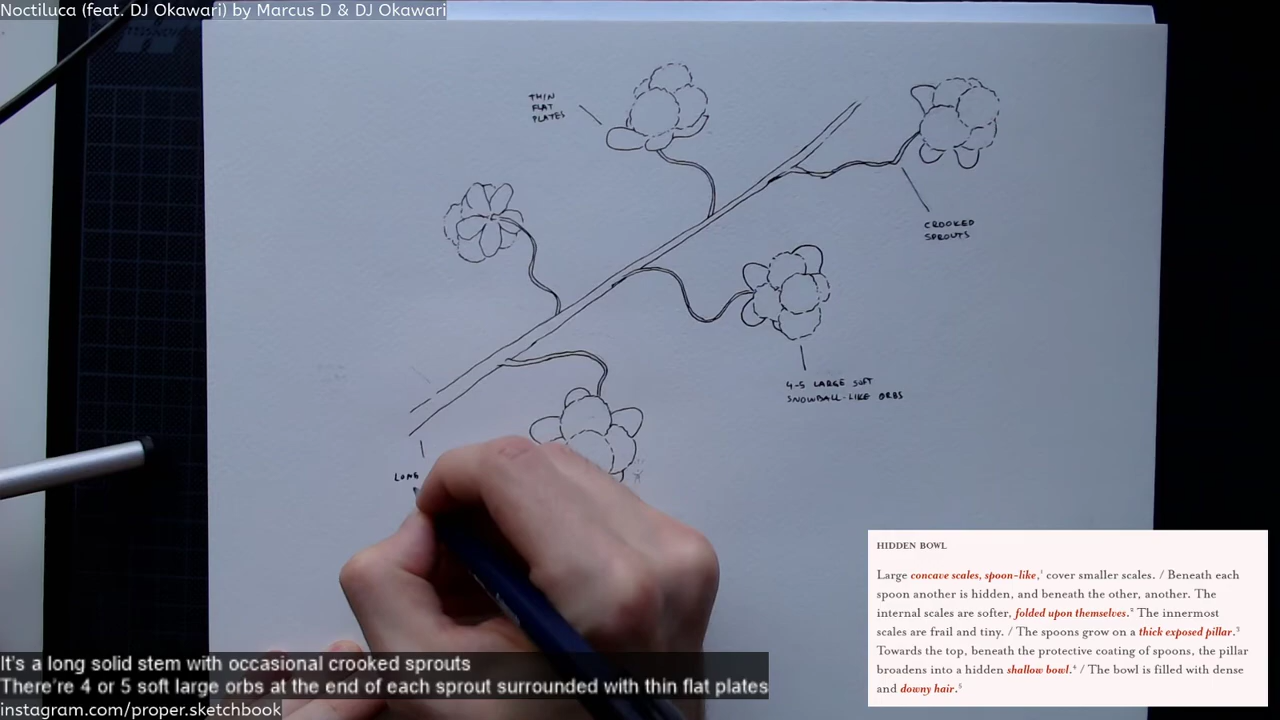 Noctiluca (feat. DJ Okawari) by Marcus D & DJ Okawari
THIN
FLAT
PLATES
CROOKED
SPROUTS
4-5 LARGE SOFT
SNOWBALL-LIKE ORBS
LONG
HIDDEN BOWL
Large concave scales, spoon-like,¹ cover smaller scales. / Beneath each
spoon another is hidden, and beneath the other, another. The
internal scales are softer, folded upon themselves.² The innermost
scales are frail and tiny. / The spoons grow on a thick exposed pillar.³
Towards the top, beneath the protective coating of spoons, the pillar
broadens into a hidden shallow bowl.⁴ / The bowl is filled with dense
and downy hair.⁵
It's a long solid stem with occasional crooked sprouts
There're 4 or 5 soft large orbs at the end of each sprout surrounded with thin flat plates
instagram.com/proper.sketchbook